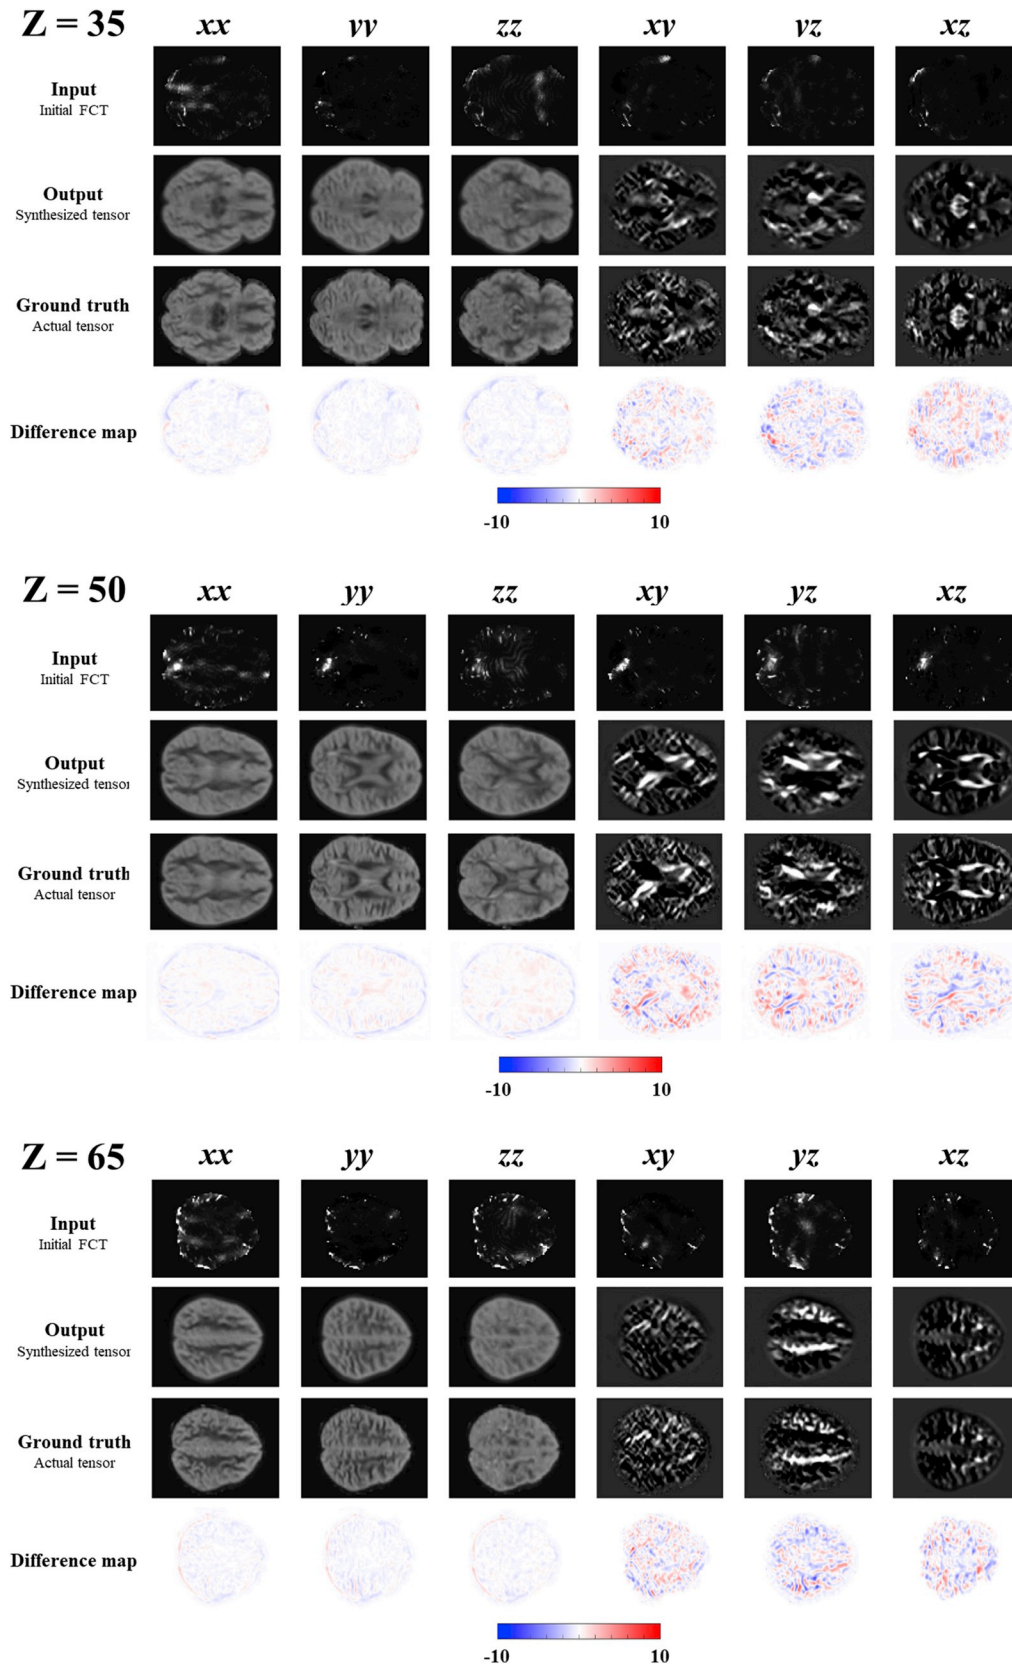 Z = 35 xx yy zz xy yz xz
Input
Initial FCT
Output
Synthesized tensor
Ground truth
Actual tensor
Difference map
-10 10
Z = 50 xx yy zz xy yz xz
Input
Initial FCT
Output
Synthesized tensor
Ground truth
Actual tensor
Difference map
-10 10
Z = 65 xx yy zz xy yz xz
Input
Initial FCT
Output
Synthesized tensor
Ground truth
Actual tensor
Difference map
-10 10